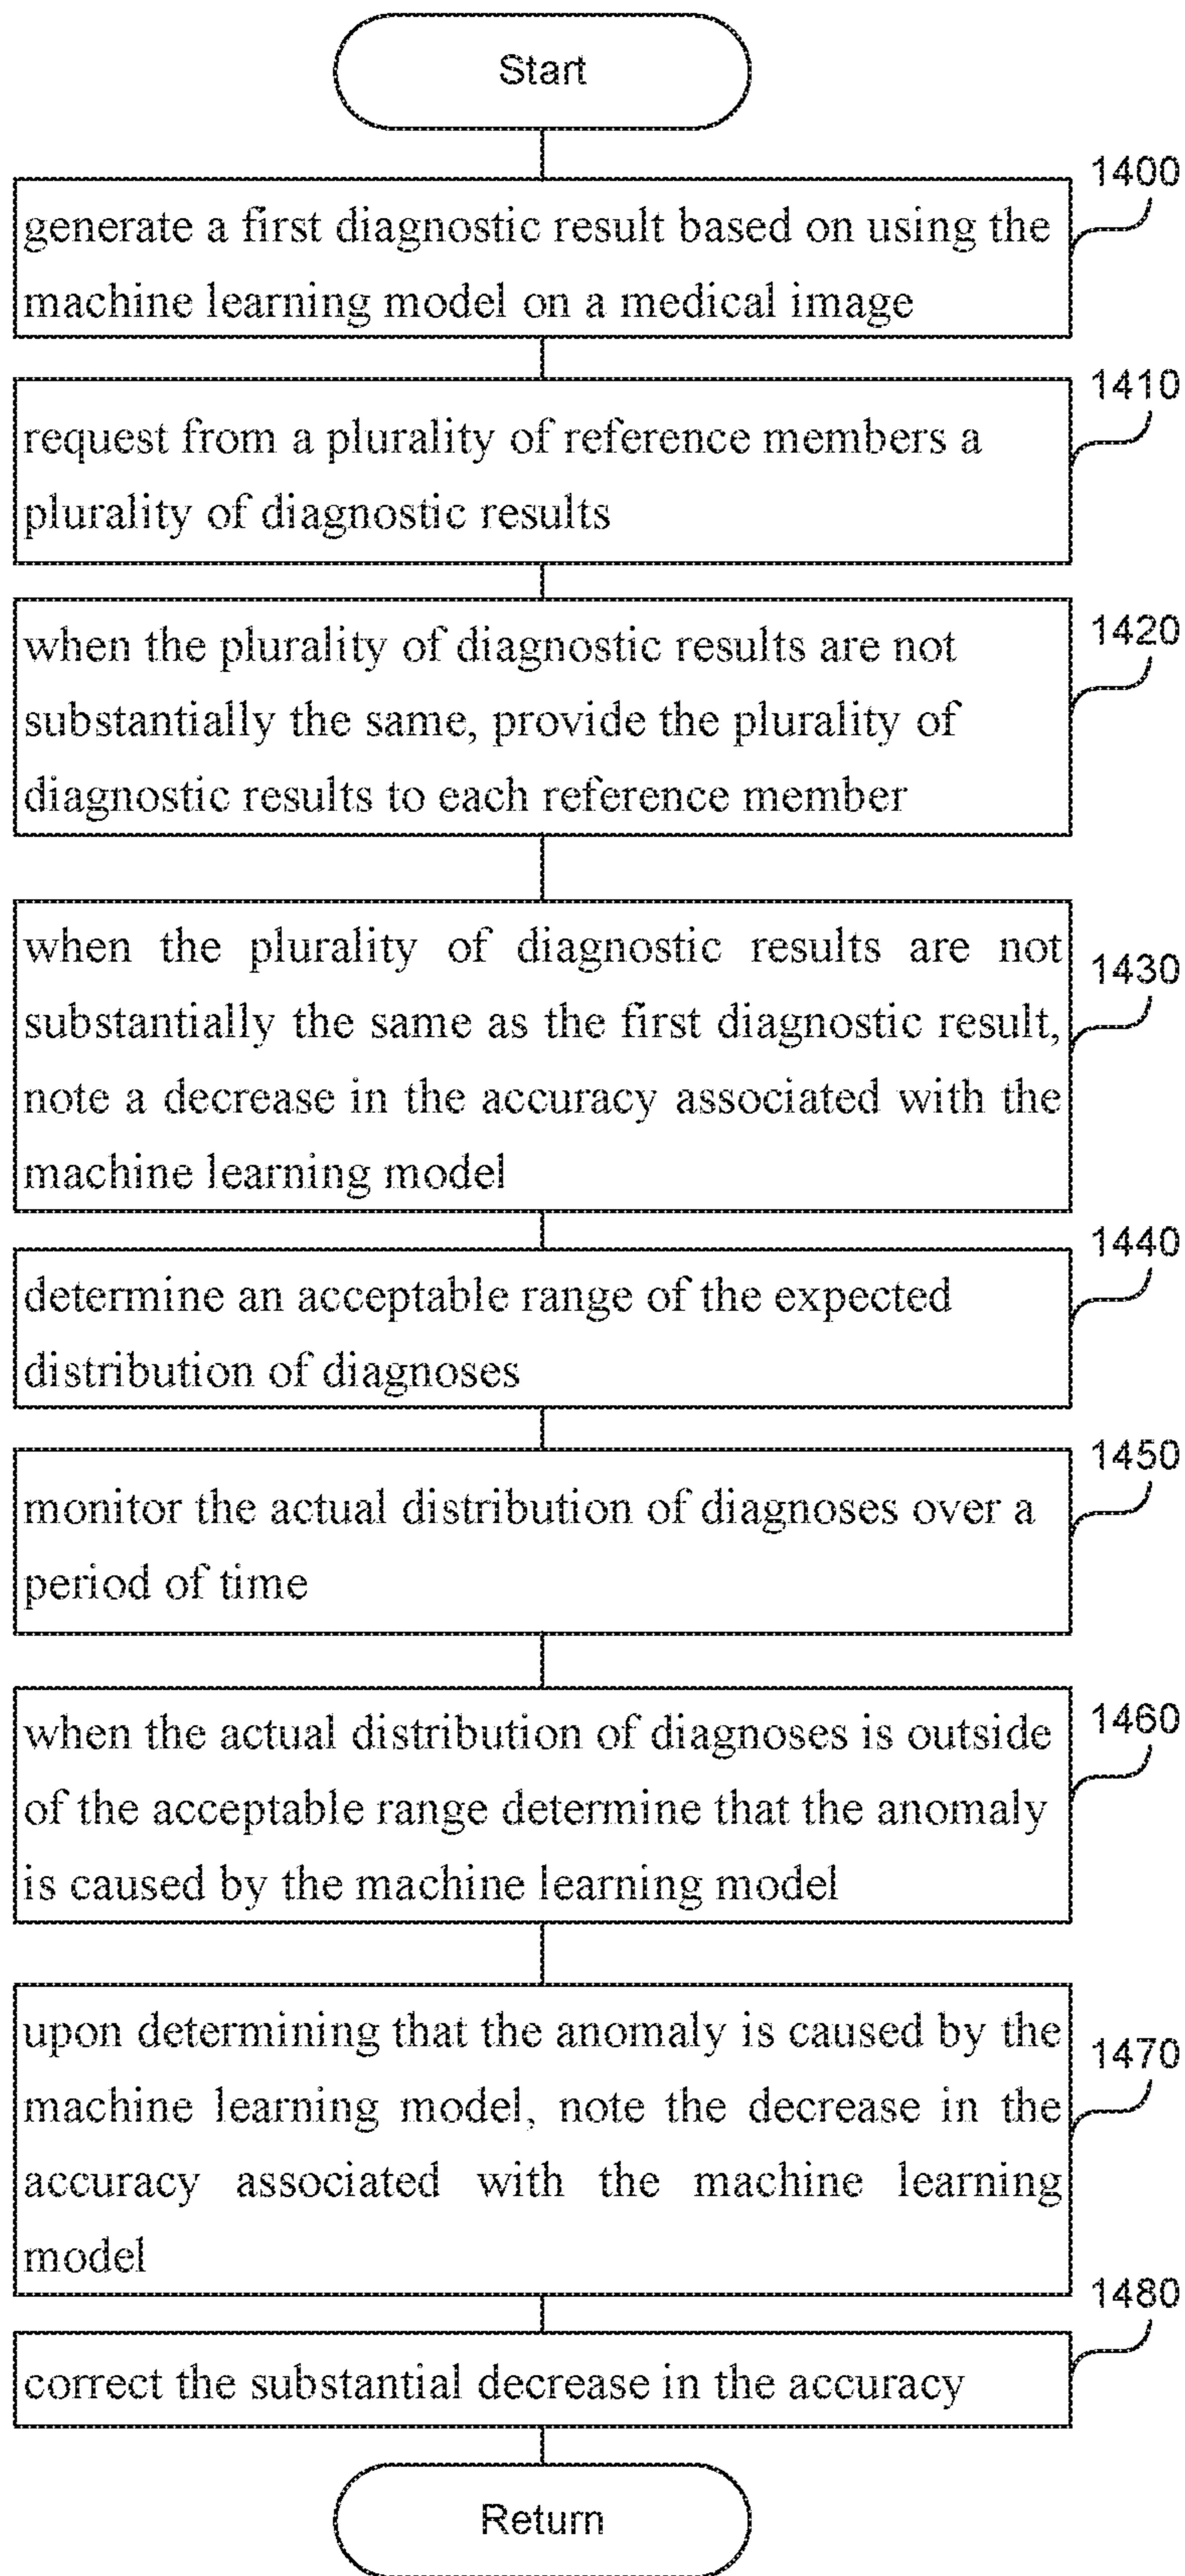 Start
1400
generate a first diagnostic result based on using the
machine learning model on a medical image
1410
request from a plurality of reference members a
plurality of diagnostic results
1420
when the plurality of diagnostic results are not
substantially the same, provide the plurality of
diagnostic results to each reference member
1430
when the plurality of diagnostic results are not
substantially the same as the first diagnostic result,
note a decrease in the accuracy associated with the
machine learning model
1440
determine an acceptable range of the expected
distribution of diagnoses
1450
monitor the actual distribution of diagnoses over a
period of time
1460
when the actual distribution of diagnoses is outside
of the acceptable range determine that the anomaly
is caused by the machine learning model
1470
upon determining that the anomaly is caused by the
machine learning model, note the decrease in the
accuracy associated with the machine learning
model
1480
correct the substantial decrease in the accuracy
Return